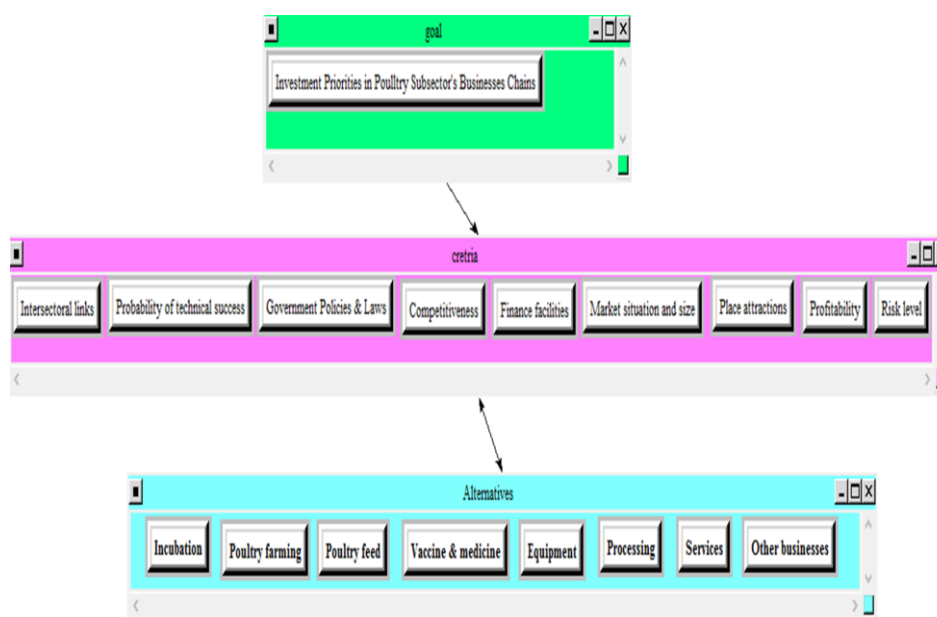 goal
Investment Priorities in Poulltry Subsector's Businesses Chains
cretria
Intersectoral links
Probability of technical success
Government Policies & Laws
Competitiveness
Finance facilities
Market situation and size
Place attractions
Profitability
Risk level
Alternatives
Incubation
Poultry farming
Poultry feed
Vaccine & medicine
Equipment
Processing
Services
Other businesses